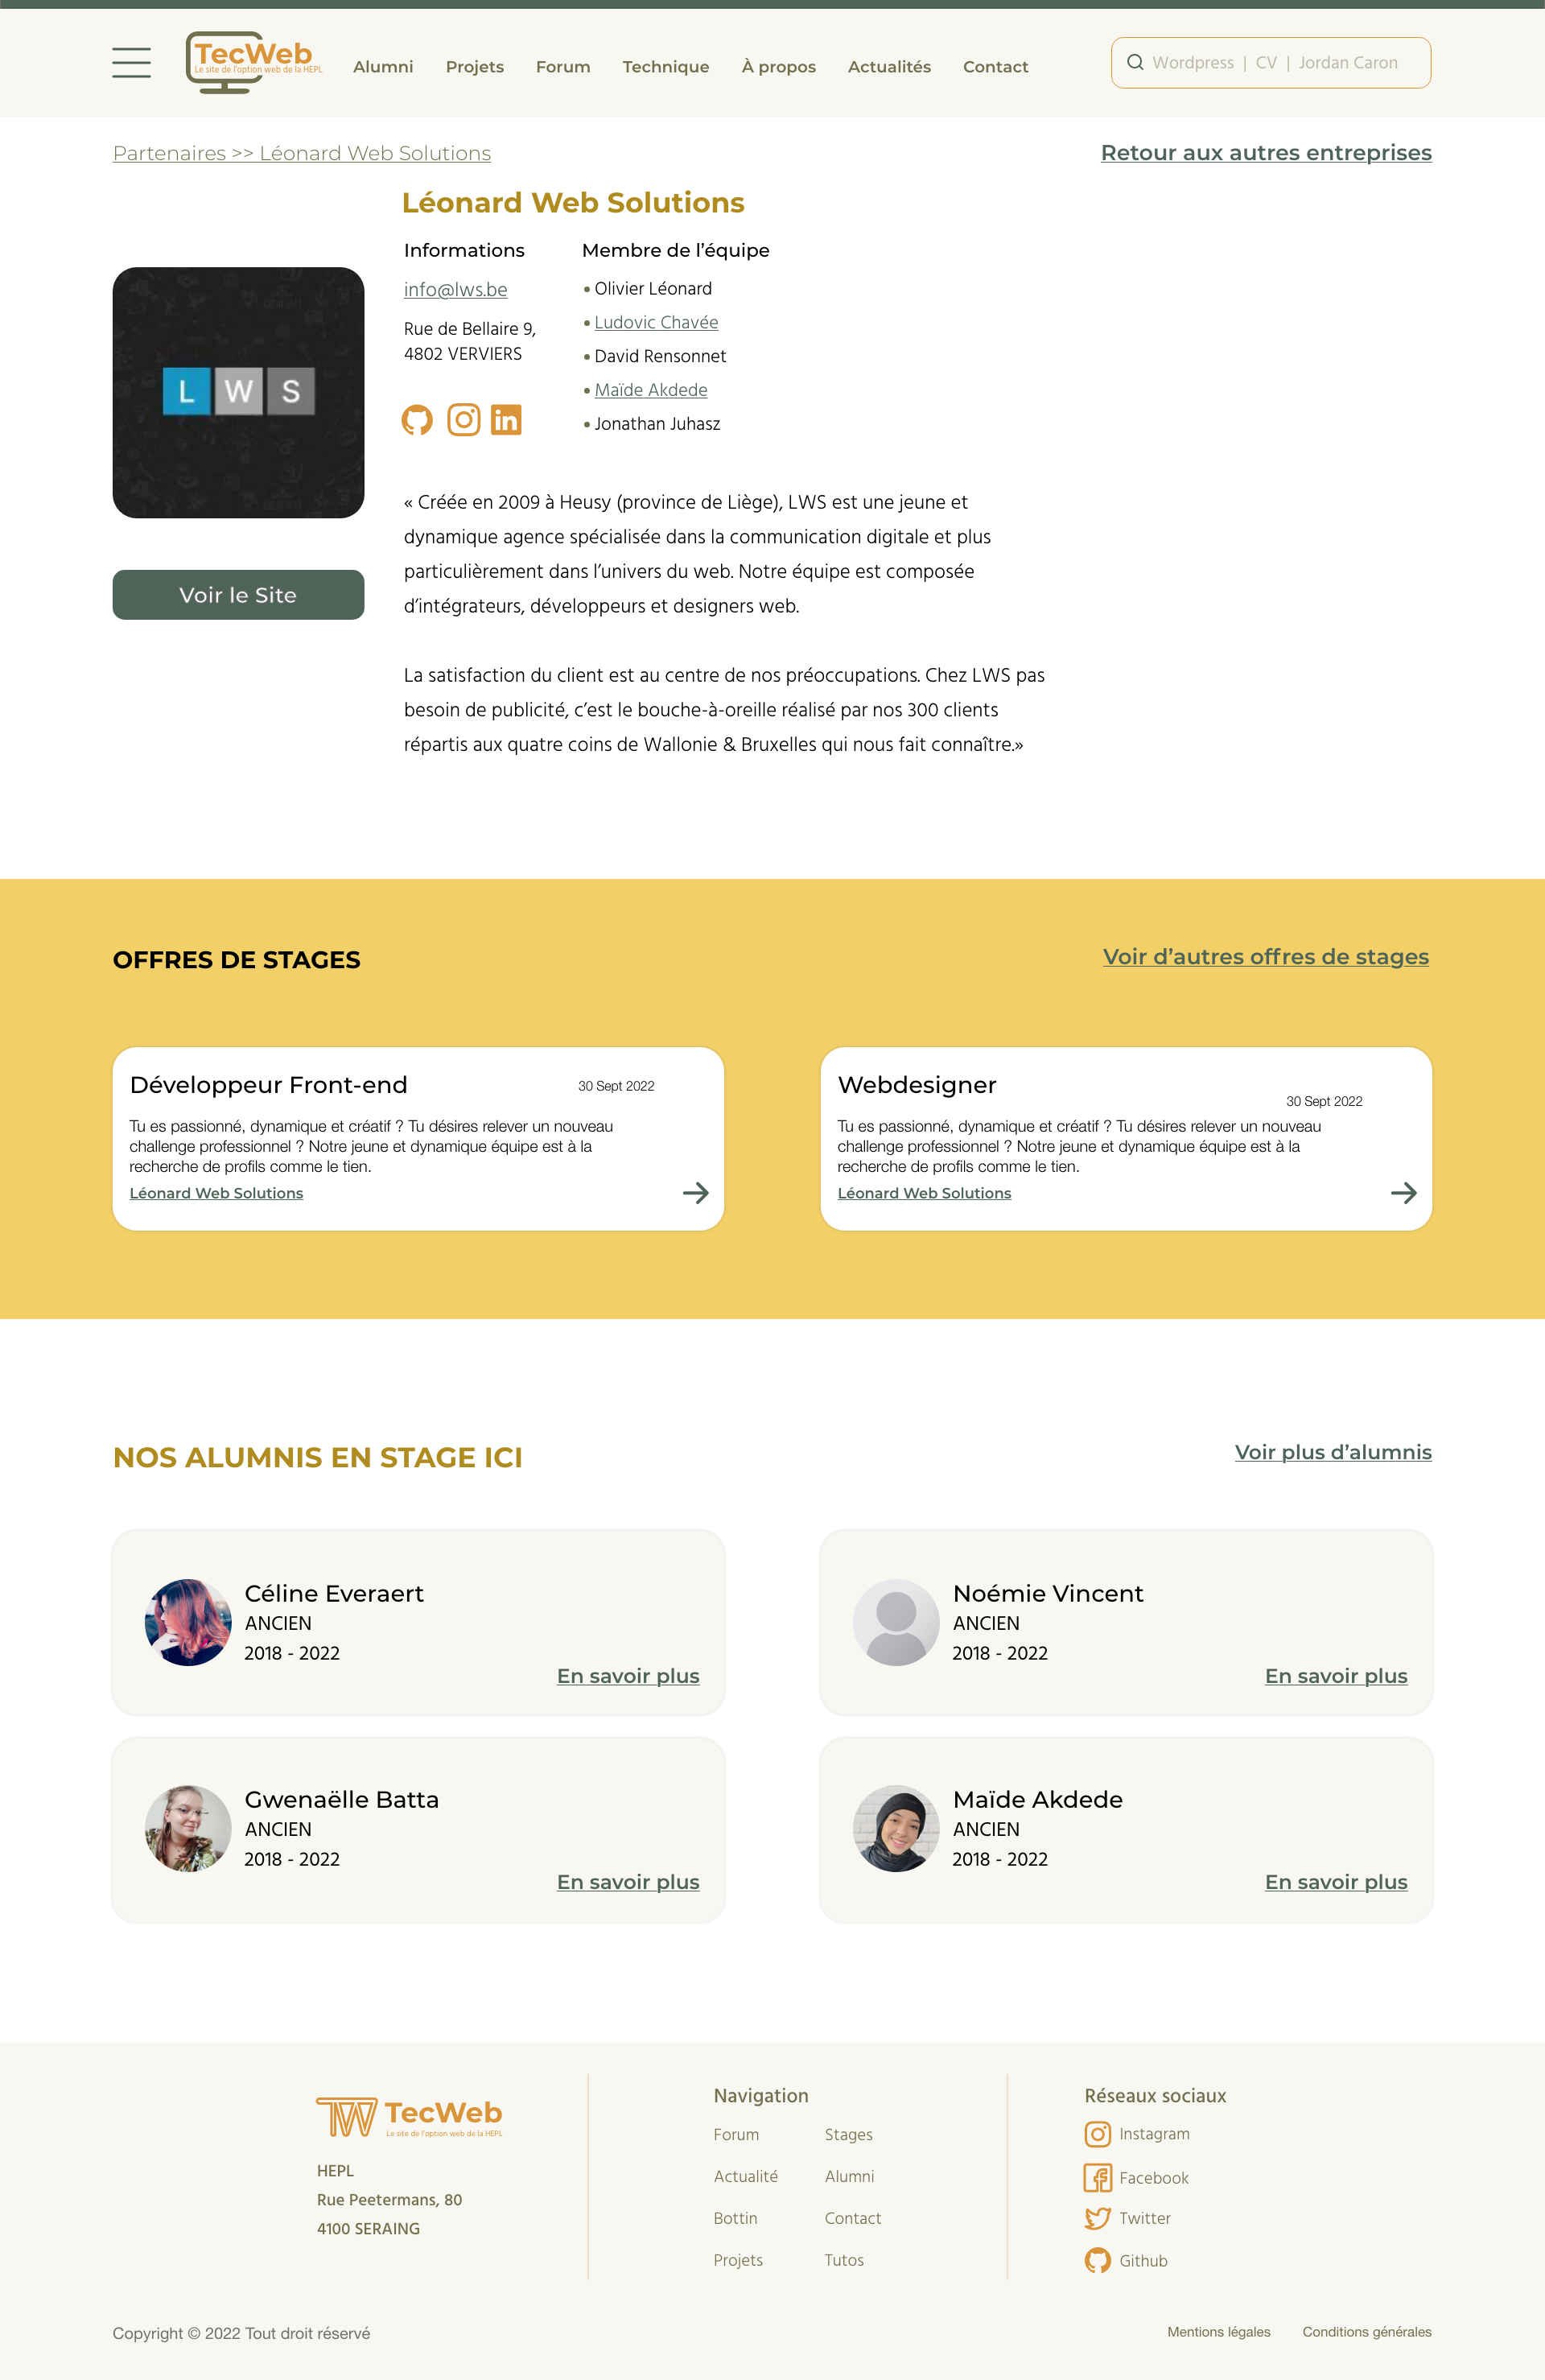 TecWeb
Le site de l'option web de la HEPL
Alumni
Projets
Forum
Technique
À propos
Actualités
Contact
Wordpress | CV | Jordan Caron
Partenaires >> Léonard Web Solutions
Retour aux autres entreprises
Léonard Web Solutions
LWS
Voir le Site
Informations
info@lws.be
Rue de Bellaire 9,
4802 VERVIERS
Membre de l’équipe
• Olivier Léonard
• Ludovic Chavée
• David Rensonnet
• Maïde Akdede
• Jonathan Juhasz
« Créée en 2009 à Heusy (province de Liège), LWS est une jeune et
dynamique agence spécialisée dans la communication digitale et plus
particulièrement dans l’univers du web. Notre équipe est composée
d’intégrateurs, développeurs et designers web.
La satisfaction du client est au centre de nos préoccupations. Chez LWS pas
besoin de publicité, c’est le bouche-à-oreille réalisé par nos 300 clients
répartis aux quatre coins de Wallonie & Bruxelles qui nous fait connaître.»
OFFRES DE STAGES
Voir d’autres offres de stages
Développeur Front-end
30 Sept 2022
Tu es passionné, dynamique et créatif ? Tu désires relever un nouveau
challenge professionnel ? Notre jeune et dynamique équipe est à la
recherche de profils comme le tien.
Léonard Web Solutions
Webdesigner
30 Sept 2022
Tu es passionné, dynamique et créatif ? Tu désires relever un nouveau
challenge professionnel ? Notre jeune et dynamique équipe est à la
recherche de profils comme le tien.
Léonard Web Solutions
NOS ALUMNIS EN STAGE ICI
Voir plus d’alumnis
Céline Everaert
ANCIEN
2018 - 2022
En savoir plus
Noémie Vincent
ANCIEN
2018 - 2022
En savoir plus
Gwenaëlle Batta
ANCIEN
2018 - 2022
En savoir plus
Maïde Akdede
ANCIEN
2018 - 2022
En savoir plus
TW TecWeb
Le site de l'option web de la HEPL
HEPL
Rue Peetermans, 80
4100 SERAING
Navigation
Forum
Stages
Actualité
Alumni
Bottin
Contact
Projets
Tutos
Réseaux sociaux
Instagram
Facebook
Twitter
Github
Copyright © 2022 Tout droit réservé
Mentions légales
Conditions générales